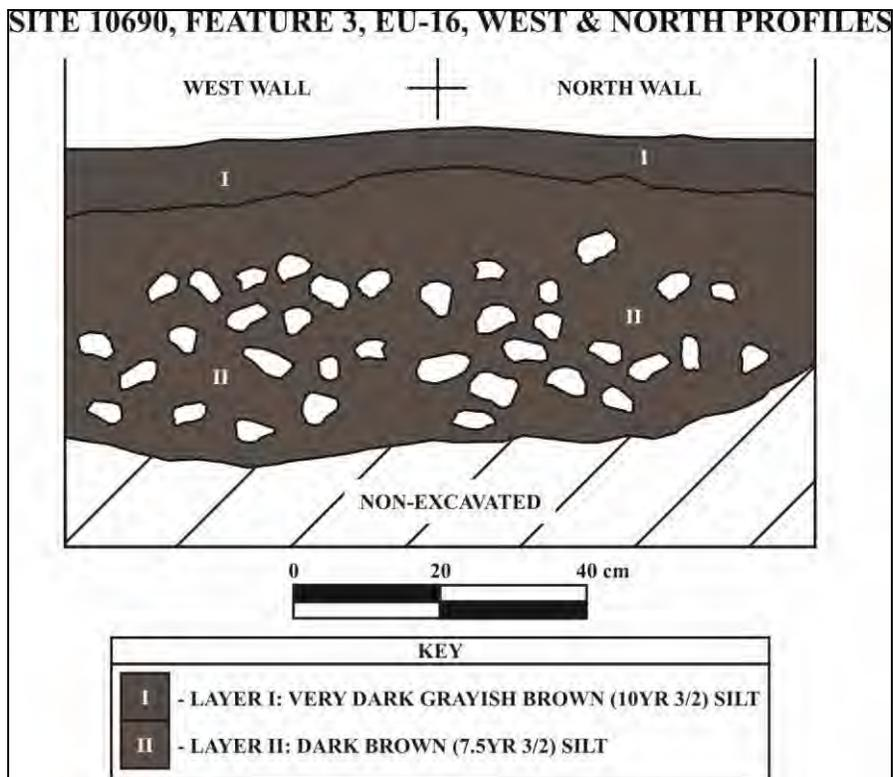 SITE 10690, FEATURE 3, EU-16, WEST & NORTH PROFILES
WEST WALL
NORTH WALL
I
I
II
II
NON-EXCAVATED
0 20 40 cm
KEY
I - LAYER I: VERY DARK GRAYISH BROWN (10YR 3/2) SILT
II - LAYER II: DARK BROWN (7.5YR 3/2) SILT